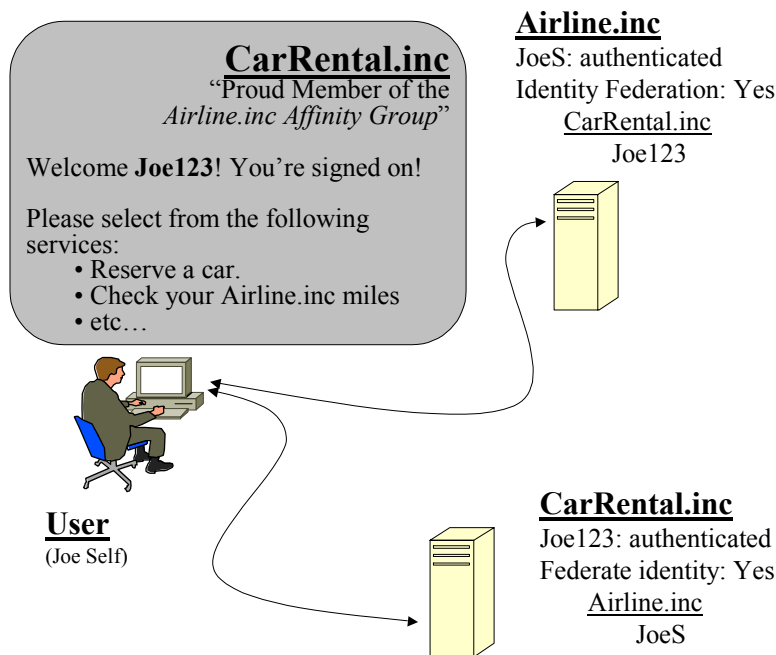 CarRental.inc
“Proud Member of the
Airline.inc Affinity Group”
Welcome Joe123! You’re signed on!
Please select from the following
services:
• Reserve a car.
• Check your Airline.inc miles
• etc…
Airline.inc
JoeS: authenticated
Identity Federation: Yes
CarRental.inc
Joe123
User
(Joe Self)
CarRental.inc
Joe123: authenticated
Federate identity: Yes
Airline.inc
JoeS